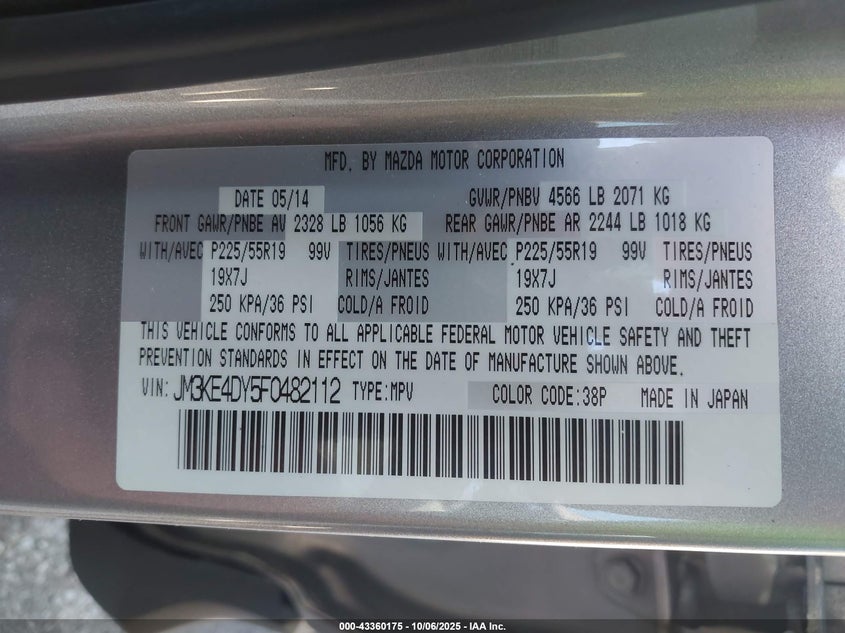 MFD. BY MAZDA MOTOR CORPORATION
DATE 05/14 GVWR/PNBV 4566 LB 2071 KG
FRONT GAWR/PNBE AV 2328 LB 1056 KG REAR GAWR/PNBE AR 2244 LB 1018 KG
WITH/AVEC P225/55R19 99V TIRES/PNEUS WITH/AVEC P225/55R19 99V TIRES/PNEUS
19X7J RIMS/JANTES 19X7J RIMS/JANTES
250 KPA/36 PSI COLD/A FROID 250 KPA/36 PSI COLD/A FROID
THIS VEHICLE CONFORMS TO ALL APPLICABLE FEDERAL MOTOR VEHICLE SAFETY AND THEFT
PREVENTION STANDARDS IN EFFECT ON THE DATE OF MANUFACTURE SHOWN ABOVE.
VIN: JM3KE4DY5F0482112 TYPE:MPV COLOR CODE:38P MADE IN JAPAN
000-43360175 - 10/06/2025 - IAA Inc.